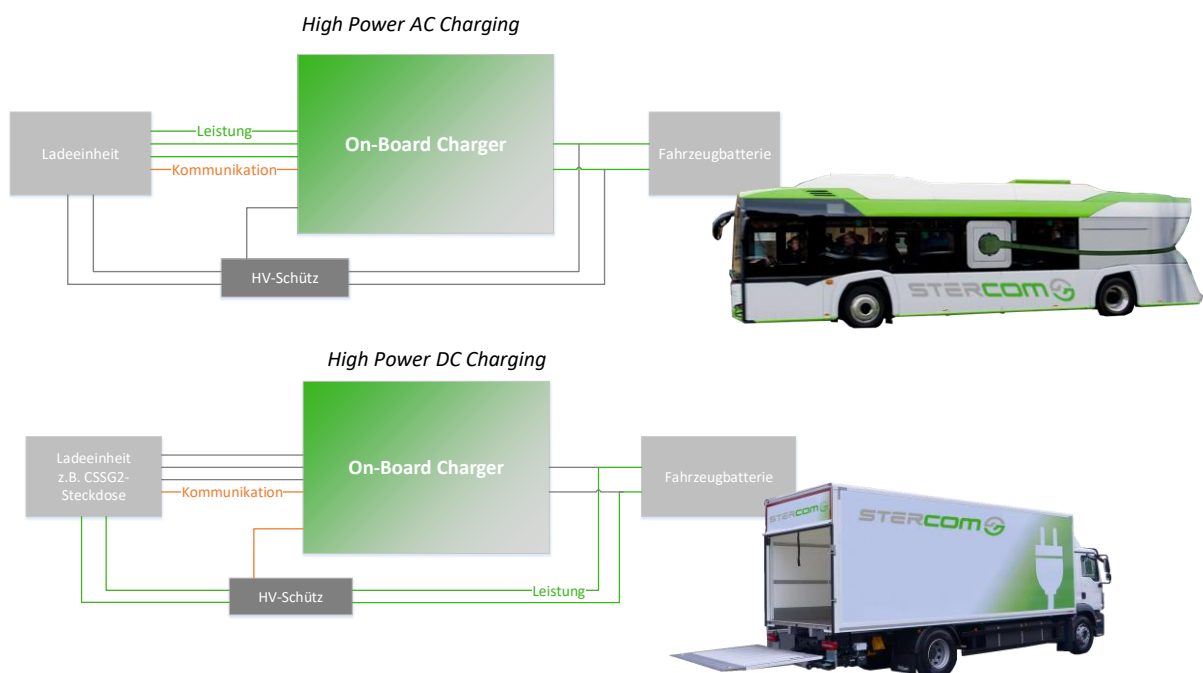 High Power AC Charging
Ladeeinheit
Leistung
Kommunikation
On-Board Charger
Fahrzeugbatterie
HV-Schütz
STERCOM
High Power DC Charging
Ladeeinheit
z.B. CSSG2-
Steckdose
Kommunikation
On-Board Charger
Fahrzeugbatterie
HV-Schütz
Leistung
STERCOM
STERCOM